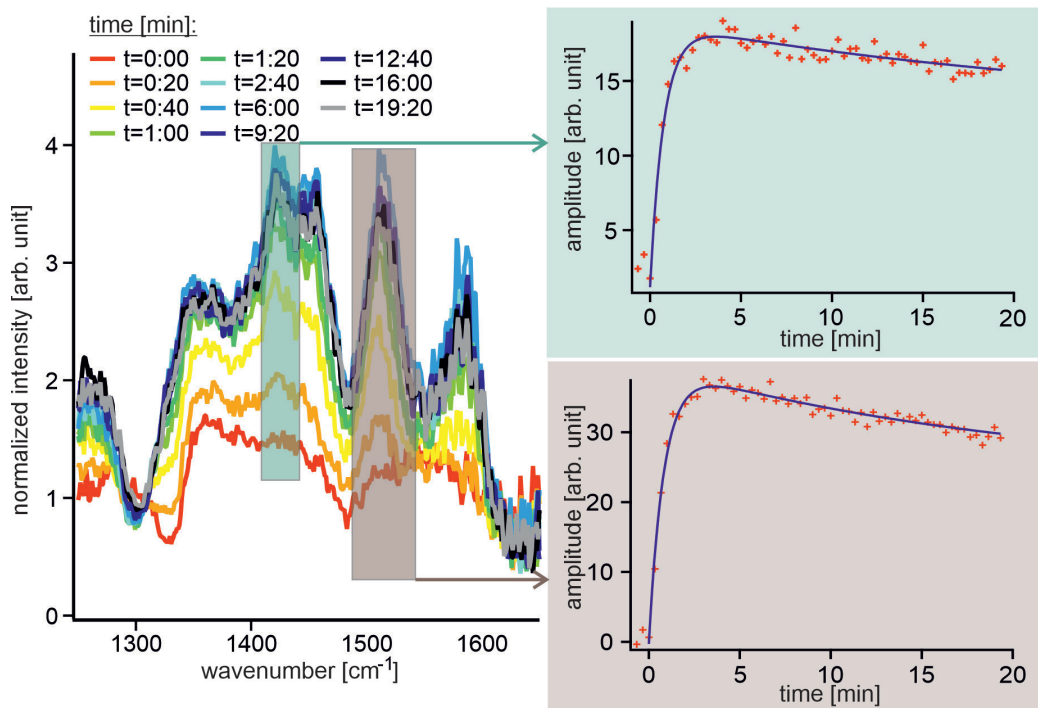 time [min]:
t=0:00 t=1:20 t=12:40
t=0:20 t=2:40 t=16:00
t=0:40 t=6:00 t=19:20
t=1:00 t=9:20
normalized intensity [arb. unit]
4
3
2
1
0
1300 1400 1500 1600
wavenumber [cm⁻¹]
amplitude [arb. unit]
15
5
0 5 10 15 20
time [min]
amplitude [arb. unit]
30
20
10
0
0 5 10 15 20
time [min]